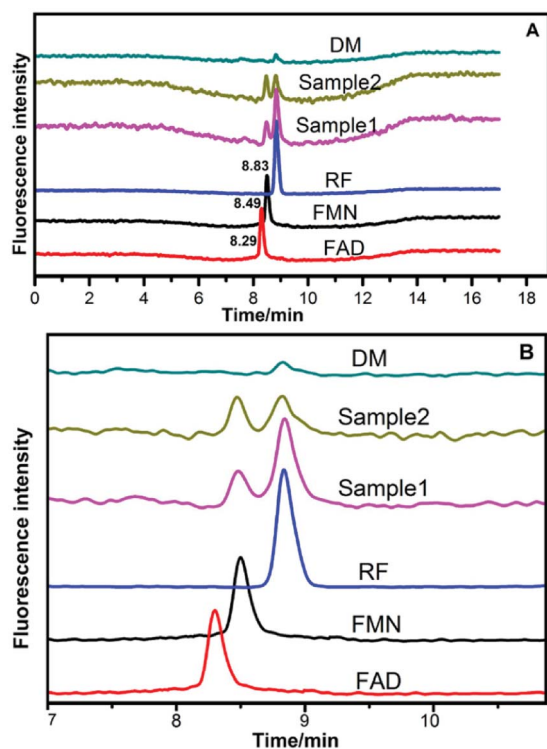 A
DM
Sample2
Sample1
8.83
RF
8.49
FMN
8.29
FAD
Fluorescence intensity
0 2 4 6 8 10 12 14 16 18
Time/min
B
DM
Sample2
Sample1
RF
FMN
FAD
Fluorescence intensity
7 8 9 10
Time/min